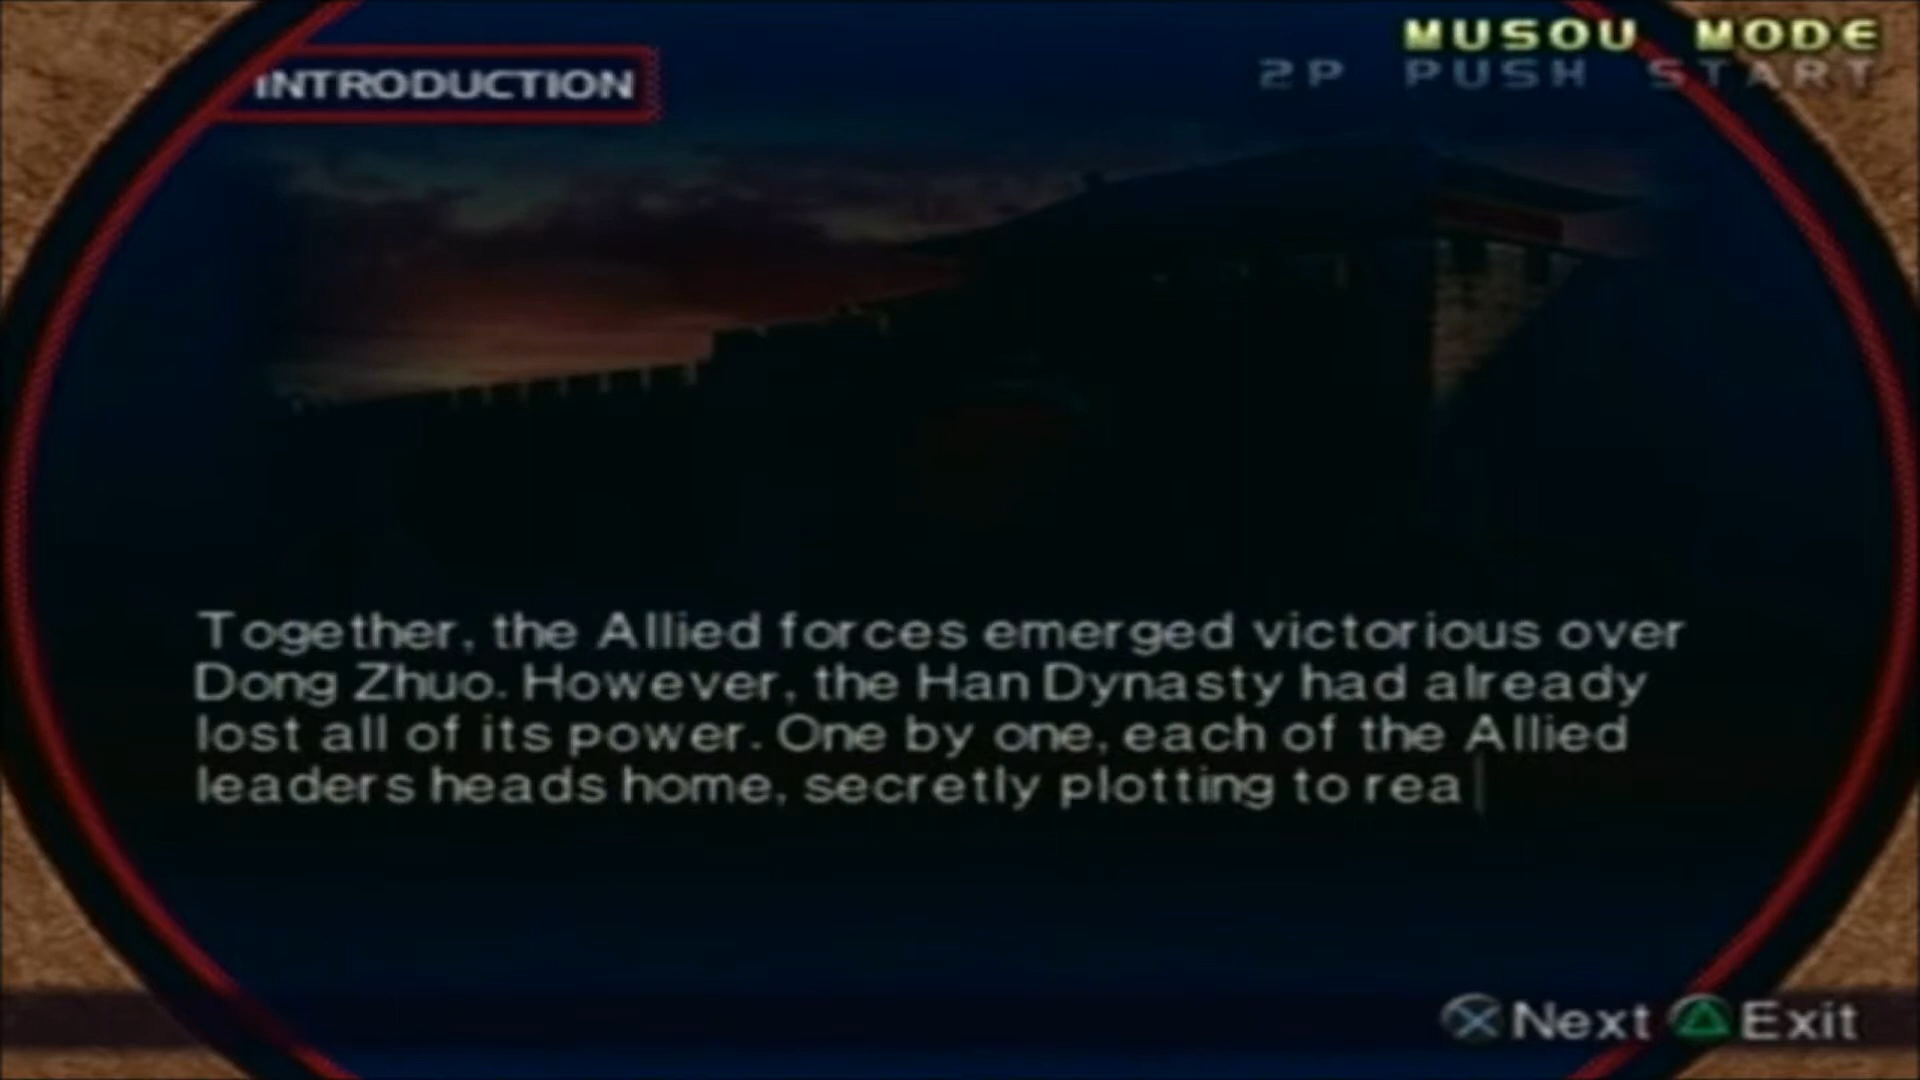 MUSOU MODE
INTRODUCTION
2P PUSH START
Together, the Allied forces emerged victorious over
Dong Zhuo. However, the Han Dynasty had already
lost all of its power. One by one, each of the Allied
leaders heads home, secretly plotting to rea
Next Exit